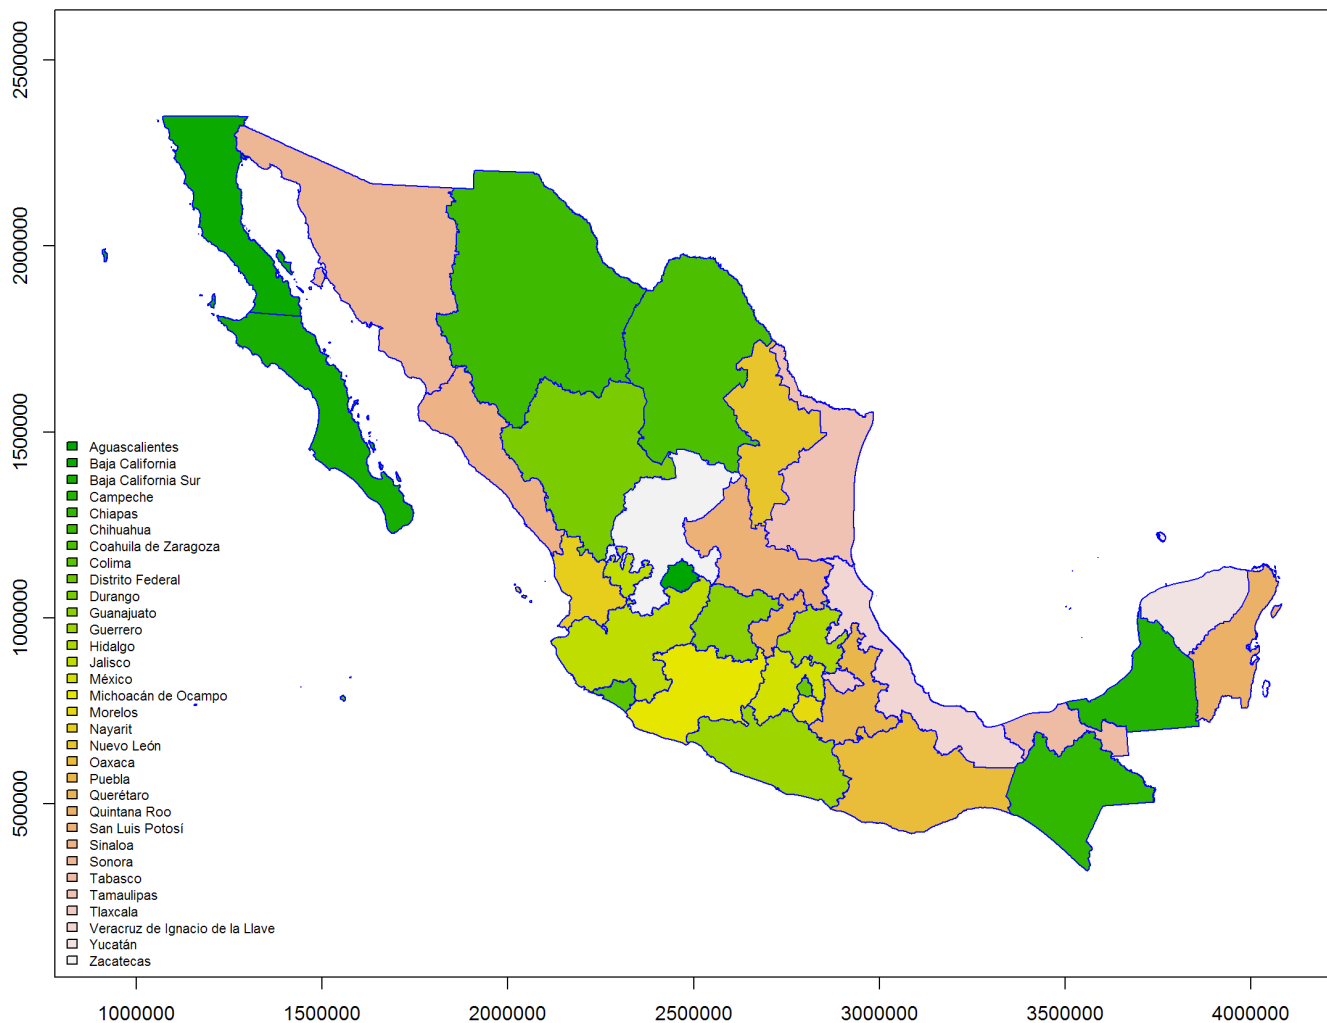 2500000
2000000
1500000
1000000
500000
Aguascalientes
Baja California
Baja California Sur
Campeche
Chiapas
Chihuahua
Coahuila de Zaragoza
Colima
Distrito Federal
Durango
Guanajuato
Guerrero
Hidalgo
Jalisco
México
Michoacán de Ocampo
Morelos
Nayarit
Nuevo León
Oaxaca
Puebla
Querétaro
Quintana Roo
San Luis Potosí
Sinaloa
Sonora
Tabasco
Tamaulipas
Tlaxcala
Veracruz de Ignacio de la Llave
Yucatán
Zacatecas
1000000 1500000 2000000 2500000 3000000 3500000 4000000